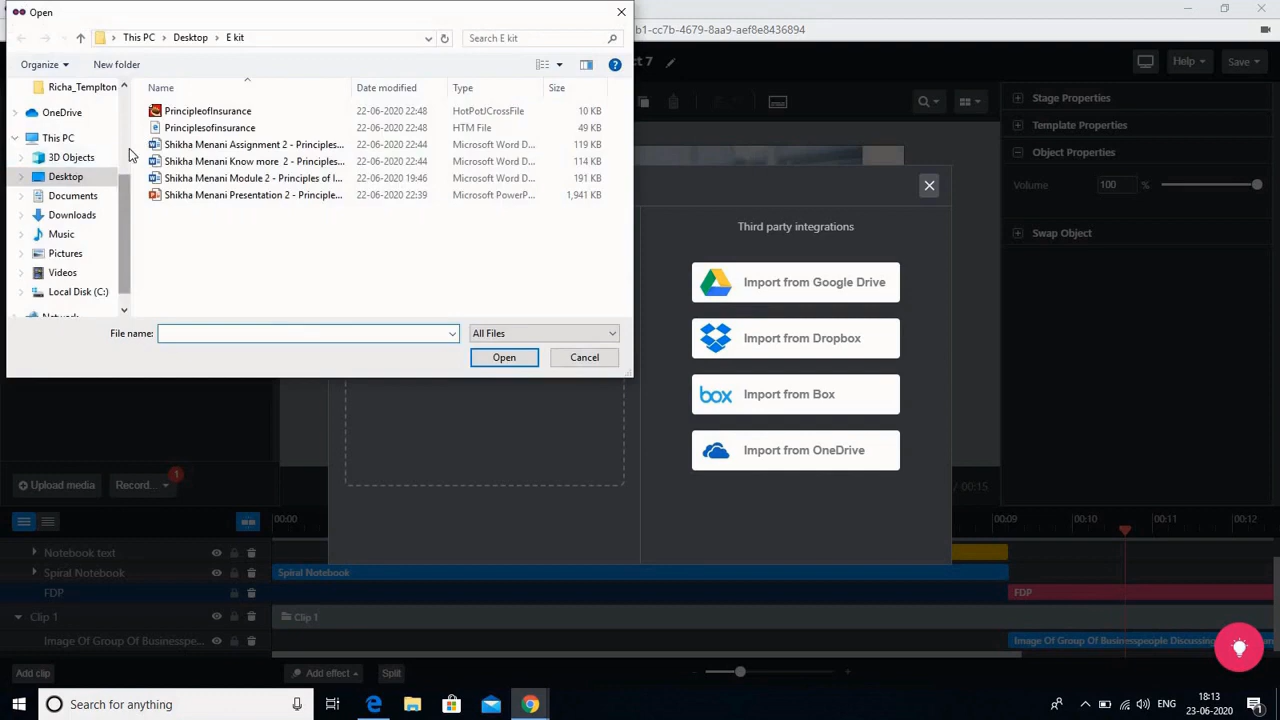 Open
This PC
Desktop
E kit
Search E kit
b1-cc7b-4679-8aa9-aef8e8436894
Organize
New folder
?
ct 7
Help
Save
Richa_Templton
OneDrive
This PC
3D Objects
Desktop
Documents
Downloads
Music
Pictures
Videos
Local Disk (C:)
Network
Name
Date modified
Type
Size
PrincipleofInsurance 22-06-2020 22:48 HotPotJCrossFile 10 KB
Principlesofinsurance 22-06-2020 22:48 HTM File 49 KB
Shikha Menani Assignment 2 - Principles... 22-06-2020 22:44 Microsoft Word D... 119 KB
Shikha Menani Know more 2 - Principles... 22-06-2020 22:44 Microsoft Word D... 114 KB
Shikha Menani Module 2 - Principles of I... 22-06-2020 19:46 Microsoft Word D... 191 KB
Shikha Menani Presentation 2 - Principle... 22-06-2020 22:39 Microsoft PowerP... 1,941 KB
File name:
All Files
Open
Cancel
Stage Properties
Template Properties
Object Properties
Volume 100 %
Swap Object
Third party integrations
Import from Google Drive
Import from Dropbox
box Import from Box
Import from OneDrive
Upload media
Record...
1
/ 00:15
00:00
00:09
00:10
00:11
00:12
Notebook text
Spiral Notebook
Spiral Notebook
FDP
FDP
Clip 1
Clip 1
Image Of Group Of Businesspe...
Image Of Group Of Businesspeople Discussing
Add clip
Add effect
Split
- +
Search for anything
18:13
23-06-2020
1